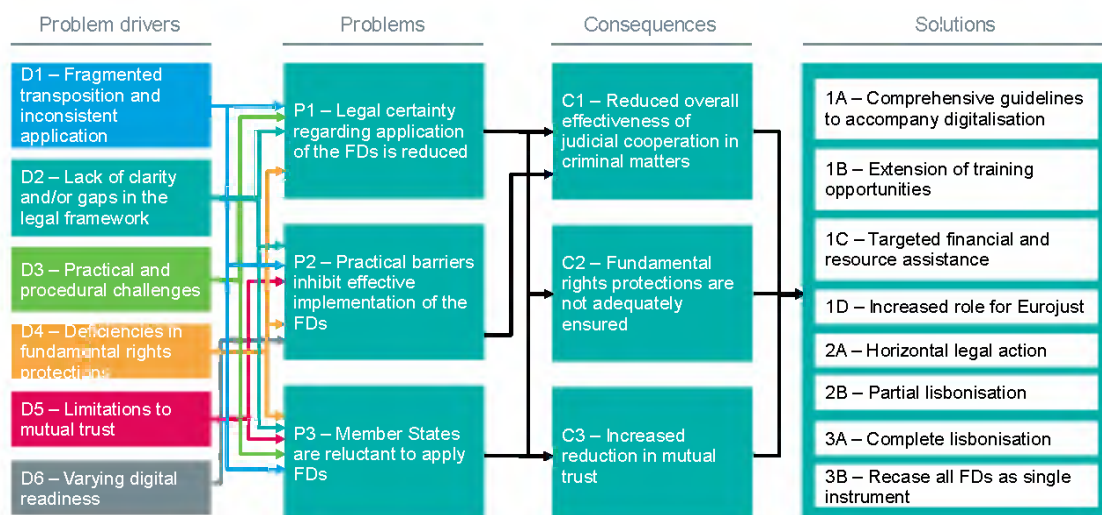 Problem drivers
Problems
Consequences
Solutions
D1 – Fragmented
transposition and
inconsistent
application
D2 – Lack of clarity
and/or gaps in the
legal framework
D3 – Practical and
procedural challenges
D4 – Deficiencies in
fundamental rights
protections
D5 – Limitations to
mutual trust
D6 – Varying digital
readiness
P1 – Legal certainty
regarding application
of the FDs is reduced
P2 – Practical barriers
inhibit effective
implementation of the
FDs
P3 – Member States
are reluctant to apply
FDs
C1 – Reduced overall
effectiveness of
judicial cooperation in
criminal matters
C2 – Fundamental
rights protections are
not adequately
ensured
C3 – Increased
reduction in mutual
trust
1A – Comprehensive guidelines
to accompany digitalisation
1B – Extension of training
opportunities
1C – Targeted financial and
resource assistance
1D – Increased role for Eurojust
2A – Horizontal legal action
2B – Partial lisbonisation
3A – Complete lisbonisation
3B – Recase all FDs as single
instrument